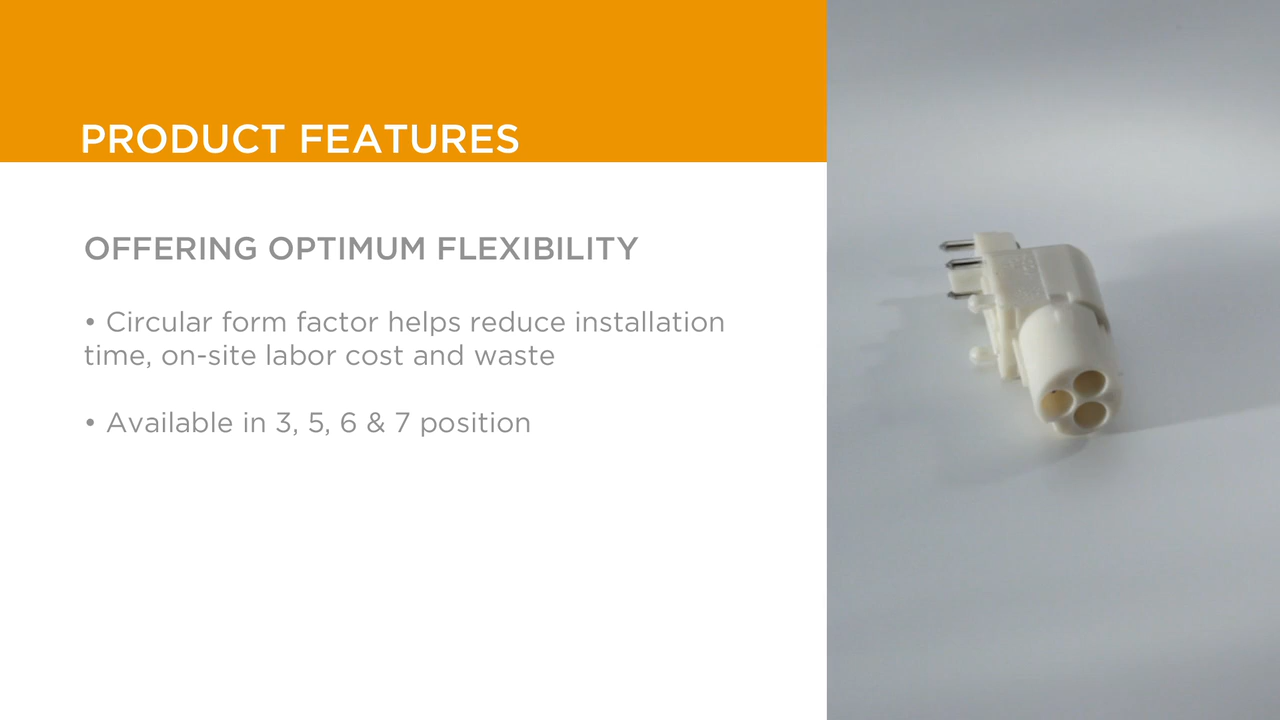 PRODUCT FEATURES
OFFERING OPTIMUM FLEXIBILITY
• Circular form factor helps reduce installation
time, on-site labor cost and waste
• Available in 3, 5, 6 & 7 position